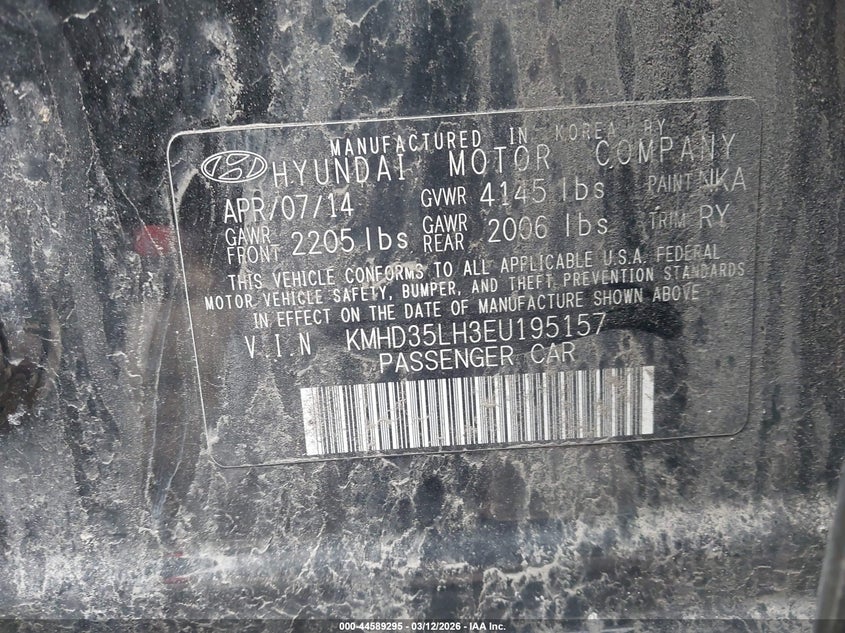 MANUFACTURED IN KOREA BY
HYUNDAI MOTOR COMPANY
APR/07/14 GVWR 4145 lbs PAINT NKA
GAWR FRONT 2205 lbs GAWR REAR 2006 lbs TRIM RY
THIS VEHICLE CONFORMS TO ALL APPLICABLE U.S.A. FEDERAL
MOTOR VEHICLE SAFETY, BUMPER, AND THEFT PREVENTION STANDARDS
IN EFFECT ON THE DATE OF MANUFACTURE SHOWN ABOVE
V.I.N KMHD35LH3EU195157
PASSENGER CAR
000-44589295 - 03/12/2026 - IAA Inc.